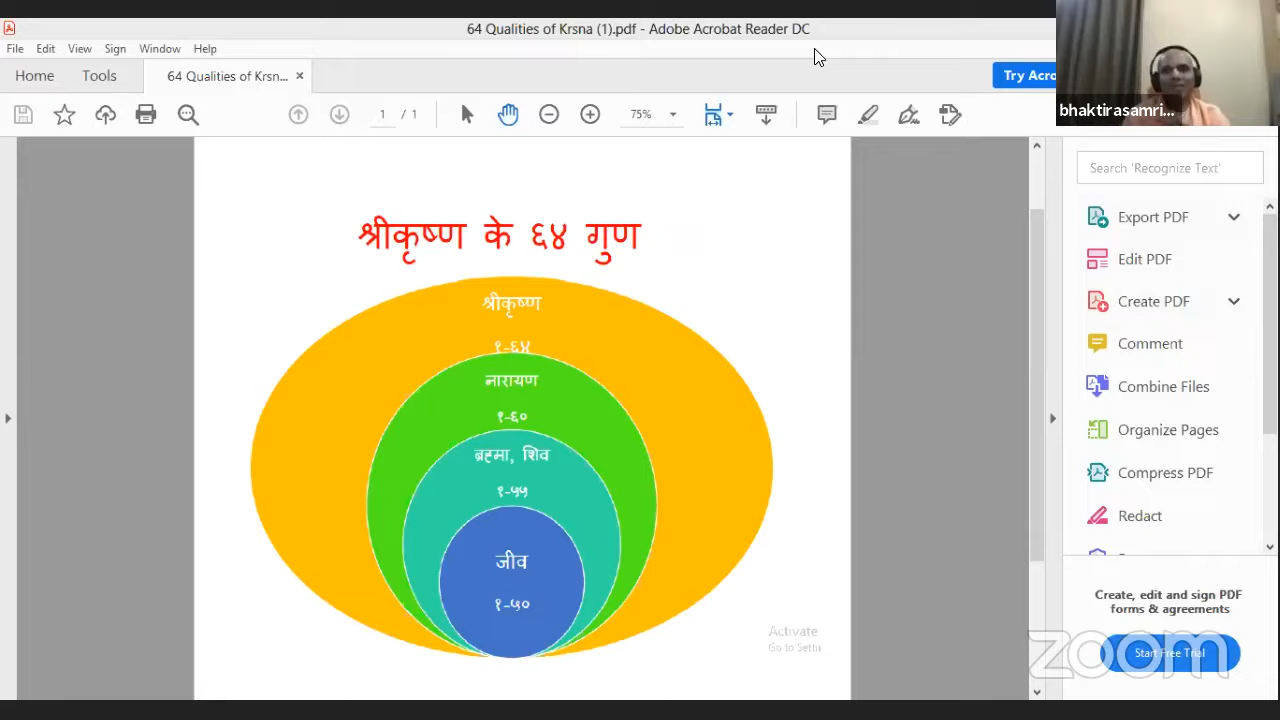 64 Qualities of Krsna (1).pdf - Adobe Acrobat Reader DC
File Edit View Sign Window Help
Home Tools 64 Qualities of Krsn... ×
Try Acro
bhaktirasamri...
1 / 1 75%
Search 'Recognize Text'
Export PDF
Edit PDF
Create PDF
Comment
Combine Files
Organize Pages
Compress PDF
Redact
Create, edit and sign PDF
forms & agreements
Start Free Trial
श्रीकृष्ण के ६४ गुण
श्रीकृष्ण
१-६४
नारायण
१-६०
ब्रह्मा, शिव
१-५५
जीव
१-५०
Activate
Go to Settin
zoom